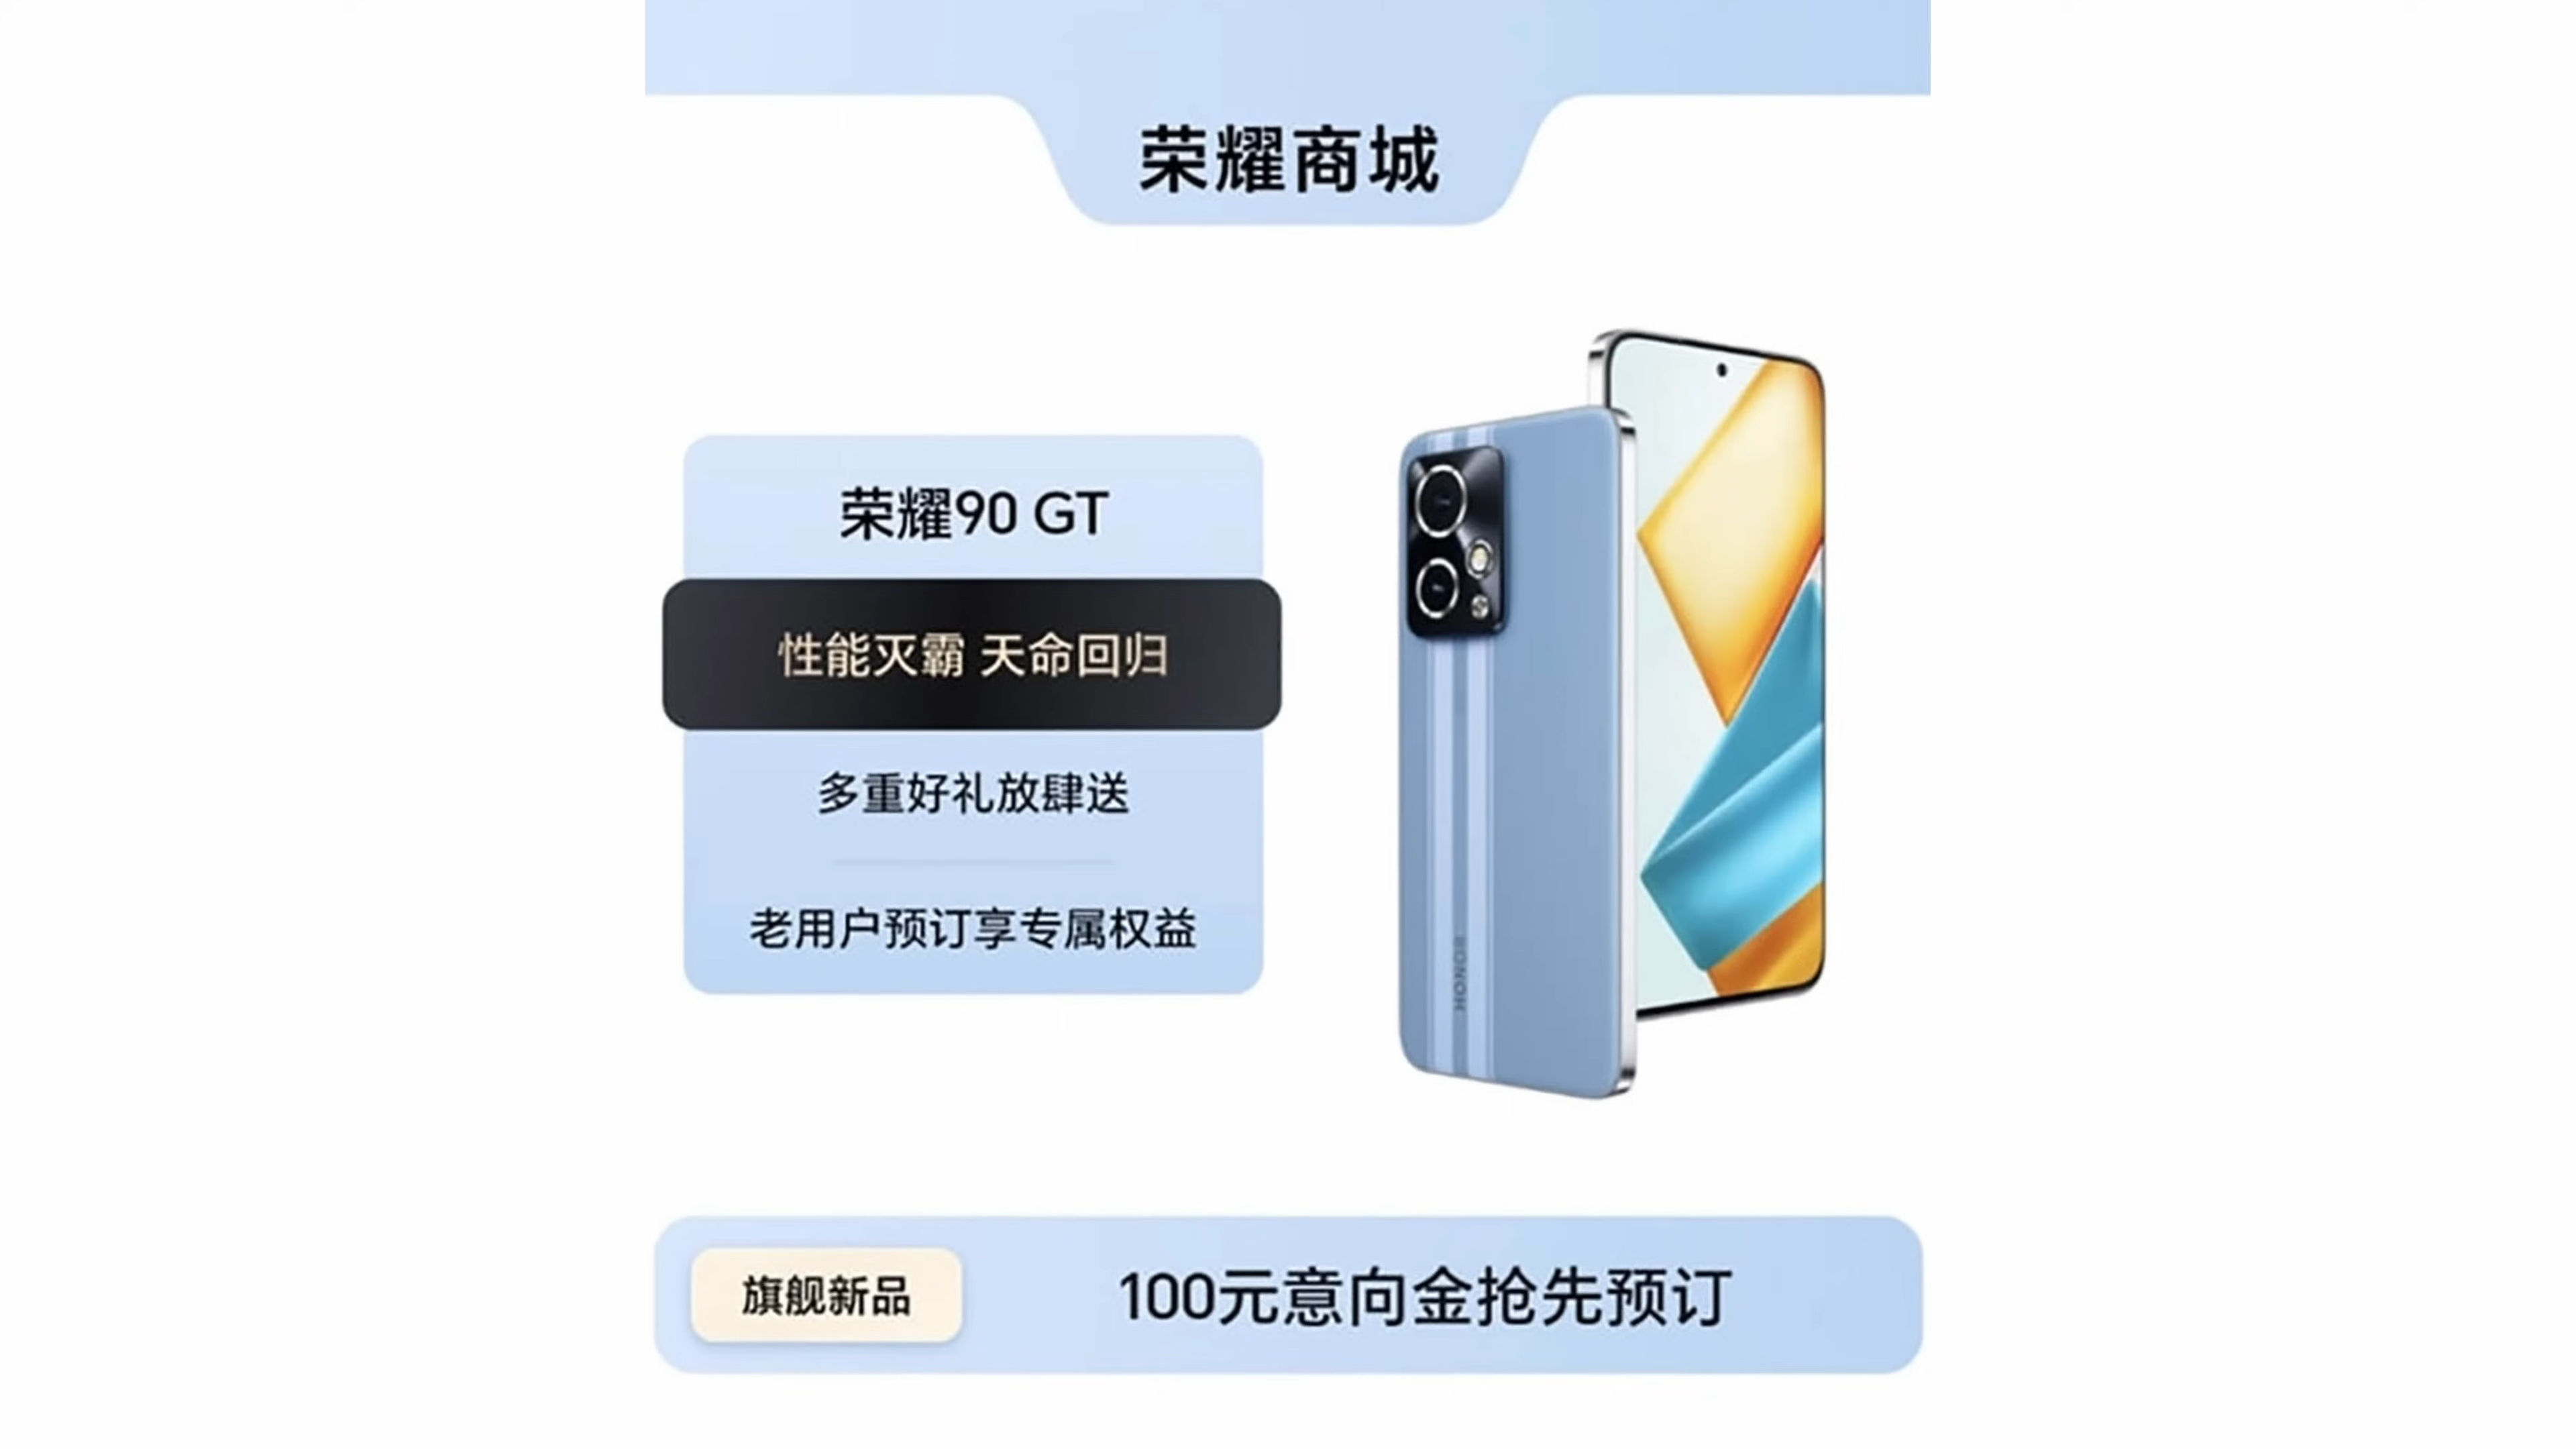 荣耀商城
荣耀90 GT
性能灭霸 天命回归
多重好礼放肆送
老用户预订享专属权益
HONOR
旗舰新品
100元意向金抢先预订